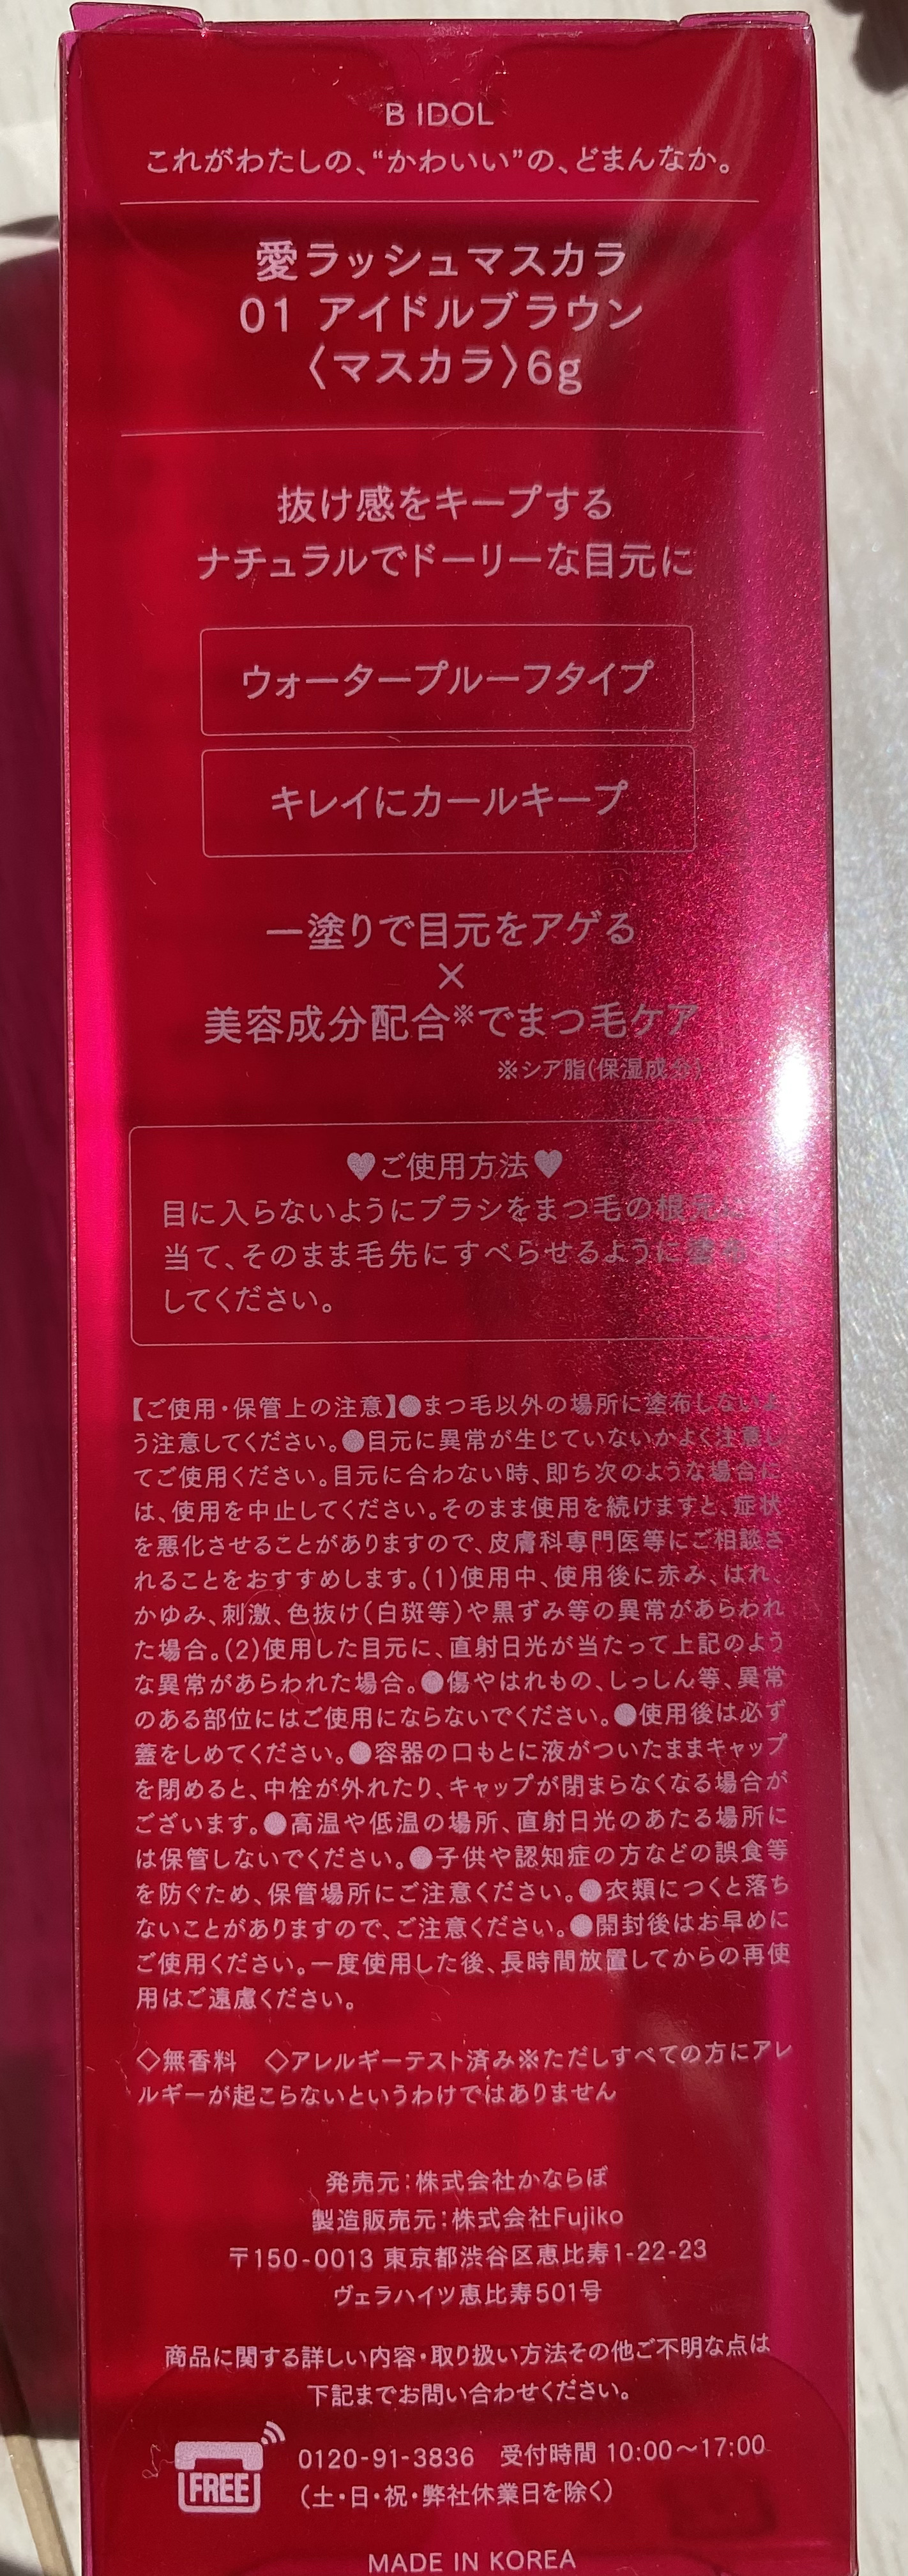 B IDOL
これがわたしの、“かわいい”の、どまんなか。
愛ラッシュマスカラ
01 アイドルブラウン
〈マスカラ〉6g
抜け感をキープする
ナチュラルでドーリーな目元に
ウォータープルーフタイプ
キレイにカールキープ
一塗りで目元をアゲる
×
美容成分配合※でまつ毛ケア
※シア脂(保湿成分)
♥ご使用方法♥
目に入らないようにブラシをまつ毛の根元に
当て、そのまま毛先にすべらせるように塗布
してください。
【ご使用・保管上の注意】●まつ毛以外の場所に塗布しないよ
う注意してください。●目元に異常が生じていないかよく注意し
てご使用ください。目元に合わない時、即ち次のような場合に
は、使用を中止してください。そのまま使用を続けますと、症状
を悪化させることがありますので、皮膚科専門医等にご相談さ
れることをおすすめします。(1)使用中、使用後に赤み、はれ、
かゆみ、刺激、色抜け(白斑等)や黒ずみ等の異常があらわれ
た場合。(2)使用した目元に、直射日光が当たって上記のよう
な異常があらわれた場合。●傷やはれもの、しっしん等、異常
のある部位にはご使用にならないでください。●使用後は必ず
蓋をしめてください。●容器の口もとに液がついたままキャップ
を閉めると、中栓が外れたり、キャップが閉まらなくなる場合が
ございます。●高温や低温の場所、直射日光のあたる場所に
は保管しないでください。●子供や認知症の方などの誤食等
を防ぐため、保管場所にご注意ください。●衣類につくと落ち
ないことがありますので、ご注意ください。●開封後はお早めに
ご使用ください。一度使用した後、長時間放置してからの再使
用はご遠慮ください。
◇無香料　◇アレルギーテスト済み※ただしすべての方にアレ
ルギーが起こらないというわけではありません
発売元:株式会社かならぼ
製造販売元:株式会社Fujiko
〒150-0013 東京都渋谷区恵比寿1-22-23
ヴェラハイツ恵比寿501号
商品に関する詳しい内容・取り扱い方法その他ご不明な点は
下記までお問い合わせください。
FREE 0120-91-3836　受付時間 10:00〜17:00
(土・日・祝・弊社休業日を除く)
MADE IN KOREA